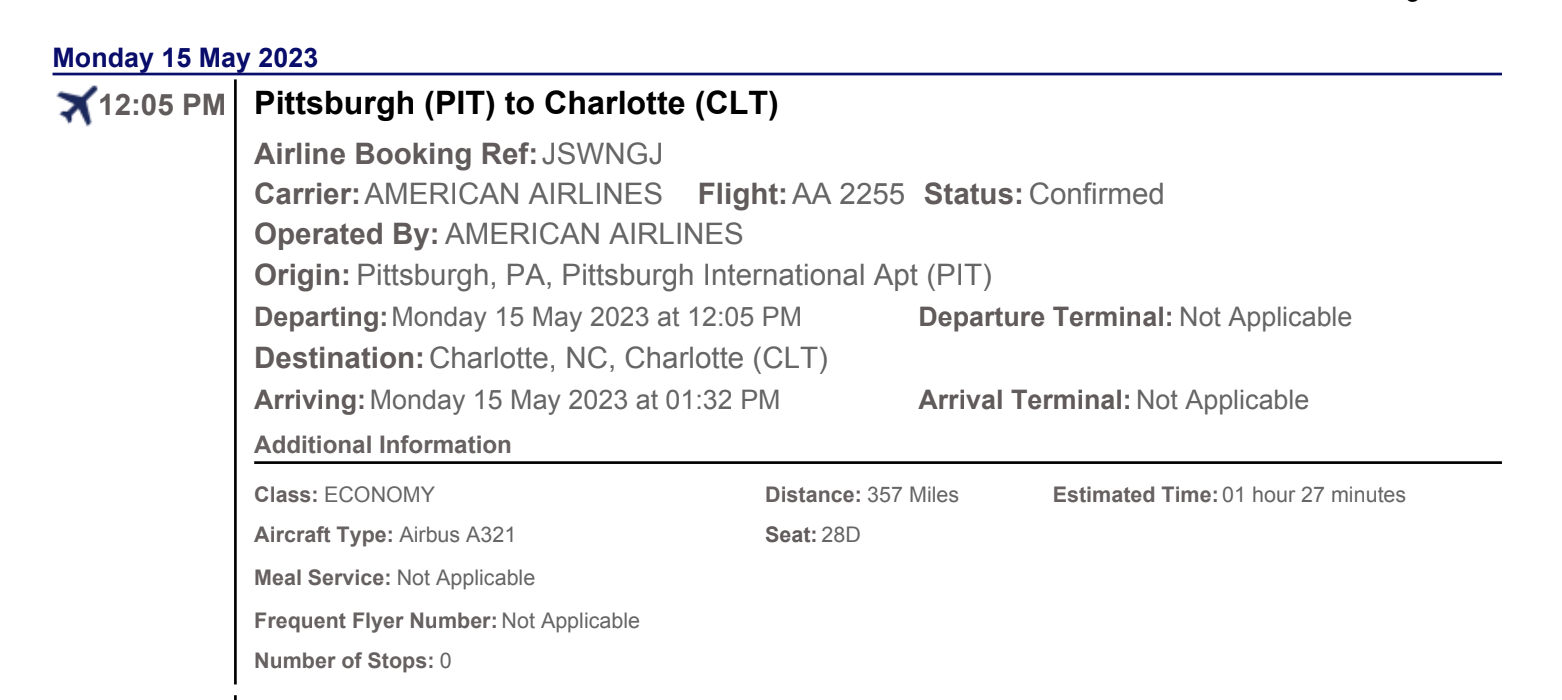 Monday 15 May 2023
12:05 PM Pittsburgh (PIT) to Charlotte (CLT)
Airline Booking Ref: JSWNGJ
Carrier: AMERICAN AIRLINES Flight: AA 2255 Status: Confirmed
Operated By: AMERICAN AIRLINES
Origin: Pittsburgh, PA, Pittsburgh International Apt (PIT)
Departing: Monday 15 May 2023 at 12:05 PM Departure Terminal: Not Applicable
Destination: Charlotte, NC, Charlotte (CLT)
Arriving: Monday 15 May 2023 at 01:32 PM Arrival Terminal: Not Applicable
Additional Information
Class: ECONOMY Distance: 357 Miles Estimated Time: 01 hour 27 minutes
Aircraft Type: Airbus A321 Seat: 28D
Meal Service: Not Applicable
Frequent Flyer Number: Not Applicable
Number of Stops: 0